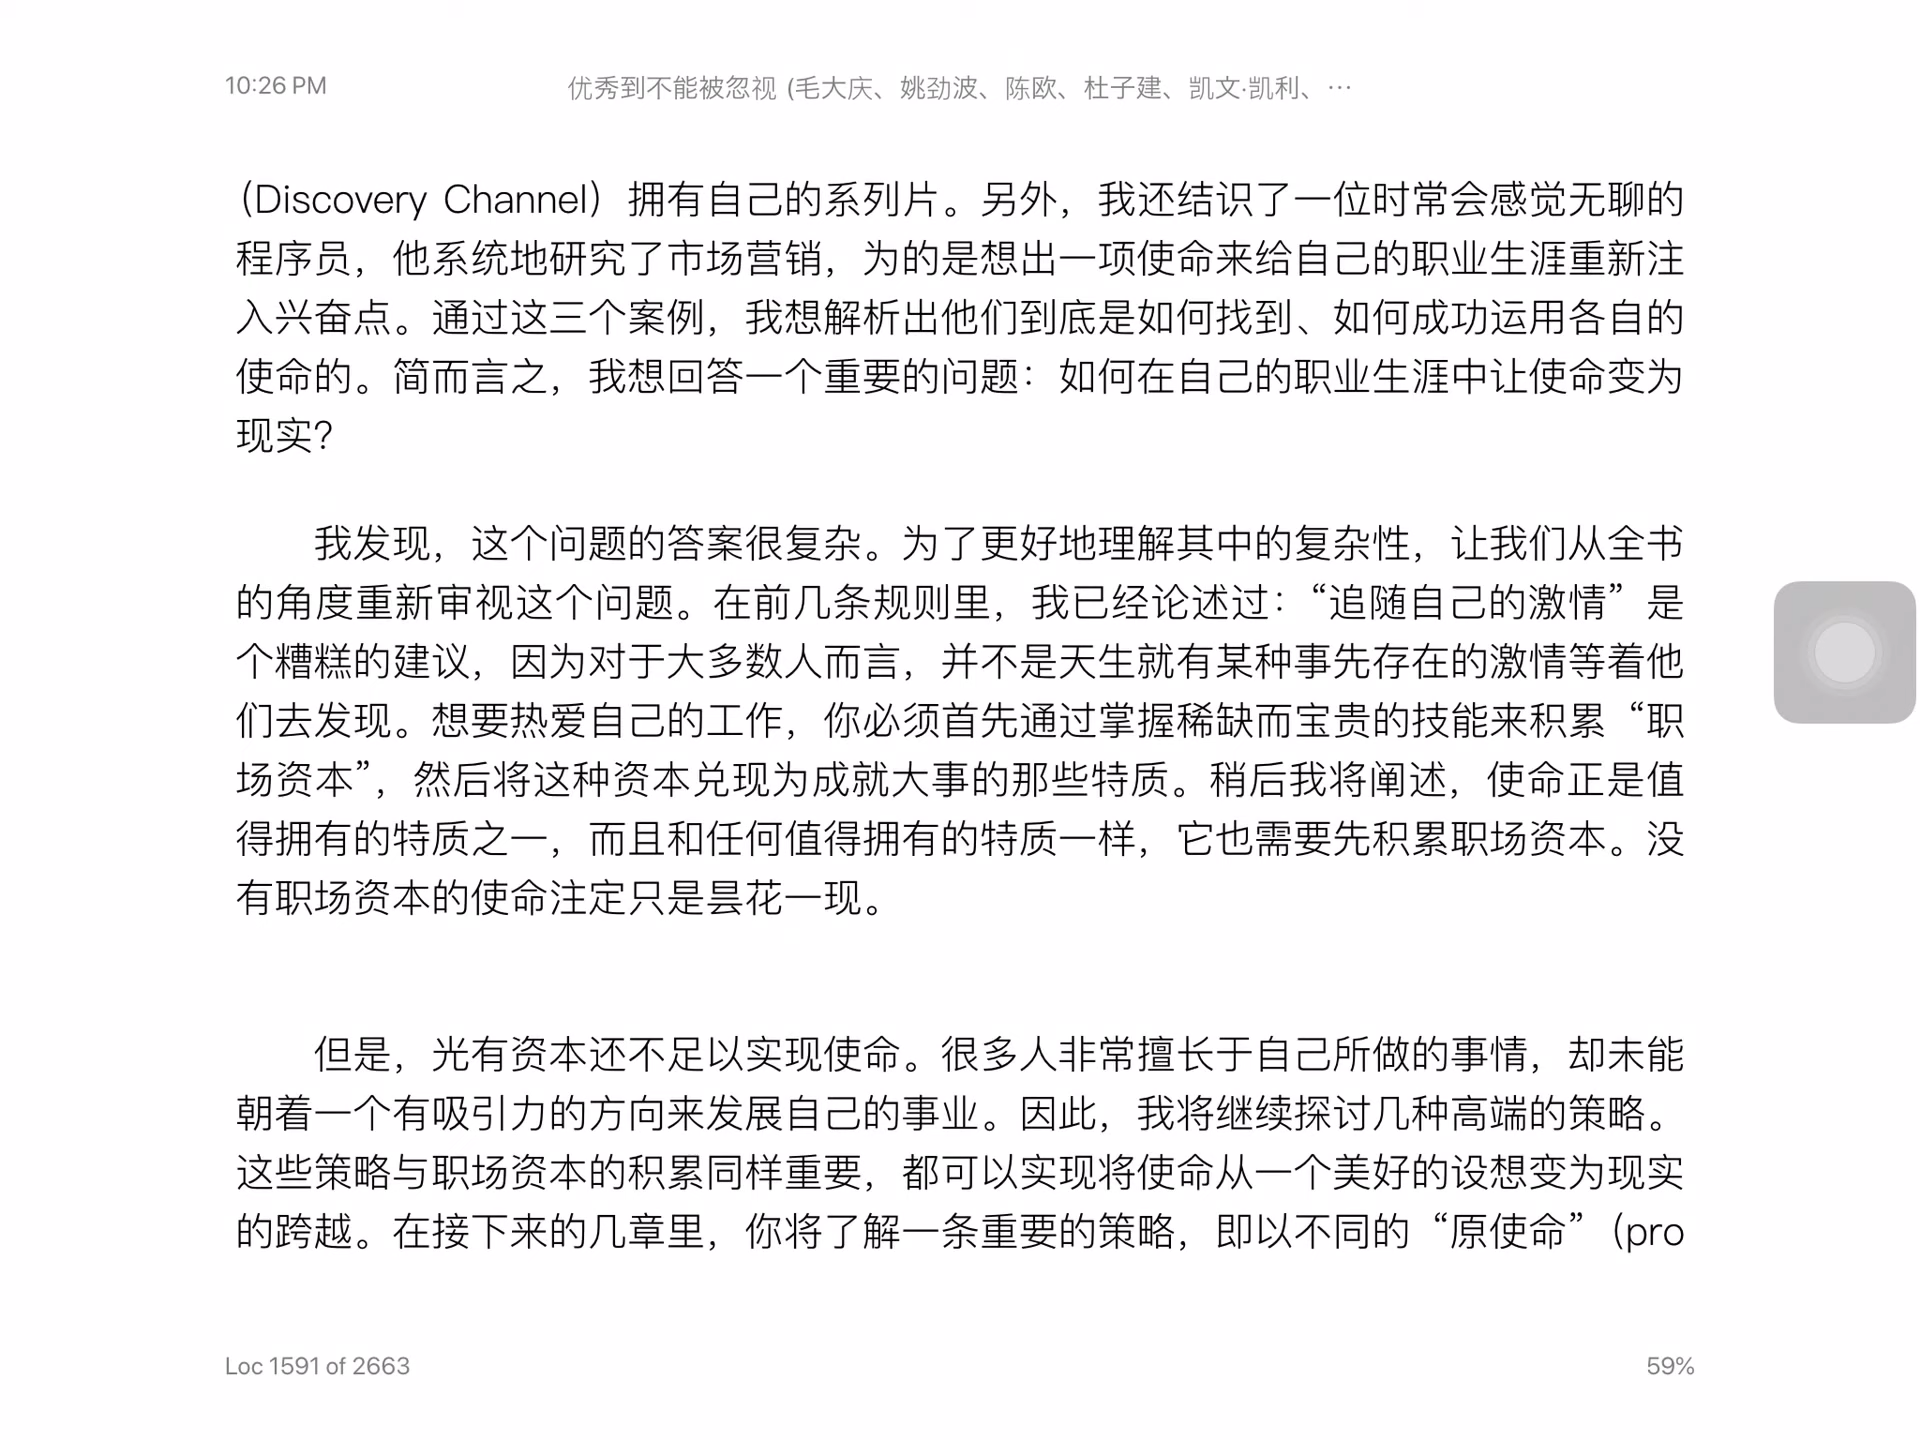 10:26 PM
优秀到不能被忽视 (毛大庆、姚劲波、陈欧、杜子建、凯文·凯利、…
（Discovery Channel）拥有自己的系列片。另外，我还结识了一位时常会感觉无聊的
程序员，他系统地研究了市场营销，为的是想出一项使命来给自己的职业生涯重新注
入兴奋点。通过这三个案例，我想解析出他们到底是如何找到、如何成功运用各自的
使命的。简而言之，我想回答一个重要的问题：如何在自己的职业生涯中让使命变为
现实？
我发现，这个问题的答案很复杂。为了更好地理解其中的复杂性，让我们从全书
的角度重新审视这个问题。在前几条规则里，我已经论述过：“追随自己的激情”是
个糟糕的建议，因为对于大多数人而言，并不是天生就有某种事先存在的激情等着他
们去发现。想要热爱自己的工作，你必须首先通过掌握稀缺而宝贵的技能来积累“职
场资本”，然后将这种资本兑现为成就大事的那些特质。稍后我将阐述，使命正是值
得拥有的特质之一，而且和任何值得拥有的特质一样，它也需要先积累职场资本。没
有职场资本的使命注定只是昙花一现。
但是，光有资本还不足以实现使命。很多人非常擅长于自己所做的事情，却未能
朝着一个有吸引力的方向来发展自己的事业。因此，我将继续探讨几种高端的策略。
这些策略与职场资本的积累同样重要，都可以实现将使命从一个美好的设想变为现实
的跨越。在接下来的几章里，你将了解一条重要的策略，即以不同的“原使命”（pro
Loc 1591 of 2663
59%